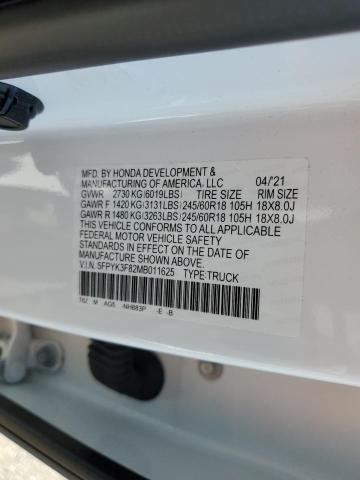 MFD. BY HONDA DEVELOPMENT &
MANUFACTURING OF AMERICA, LLC 04/'21
GVWR 2730 KG(6019LBS) TIRE SIZE RIM SIZE
GAWR F 1420 KG(3131LBS) 245/60R18 105H 18X8.0J
GAWR R 1480 KG(3263LBS) 245/60R18 105H 18X8.0J
THIS VEHICLE CONFORMS TO ALL APPLICABLE
FEDERAL MOTOR VEHICLE SAFETY
STANDARDS IN EFFECT ON THE DATE OF
MANUFACTURE SHOWN ABOVE.
V.I.N. 5FPYK3F82MB011625 TYPE:TRUCK
T6Z M AG5 -NH883P -E -B